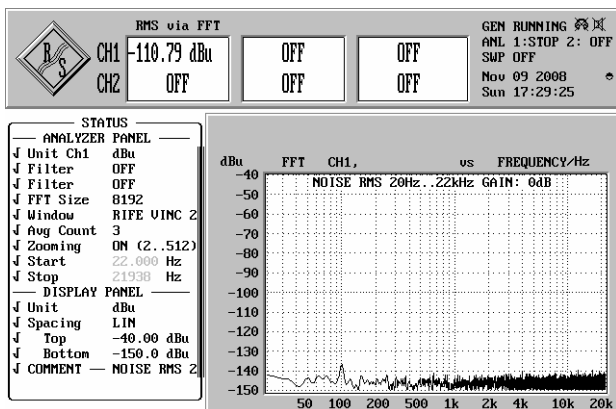 RMS via FFT
CH1 -110.79 dBu OFF OFF
CH2 OFF OFF OFF
R S
GEN RUNNING
ANL 1:STOP 2: OFF
SWP OFF
Nov 09 2008
Sun 17:29:25
STATUS
ANALYZER PANEL
Unit Ch1 dBu
Filter OFF
Filter OFF
FFT Size 8192
Window RIFE VINC 2
Avg Count 3
Zooming ON (2..512)
Start 22.000 Hz
Stop 21938 Hz
DISPLAY PANEL
Unit dBu
Spacing LIN
Top -40.00 dBu
Bottom -150.0 dBu
COMMENT — NOISE RMS 2
dBu FFT CH1, vs FREQUENCY/Hz
NOISE RMS 20Hz..22kHz GAIN: 0dB
-40
-50
-60
-70
-80
-90
-100
-110
-120
-130
-140
-150
50 100 200 500 1k 2k 4k 10k 20k